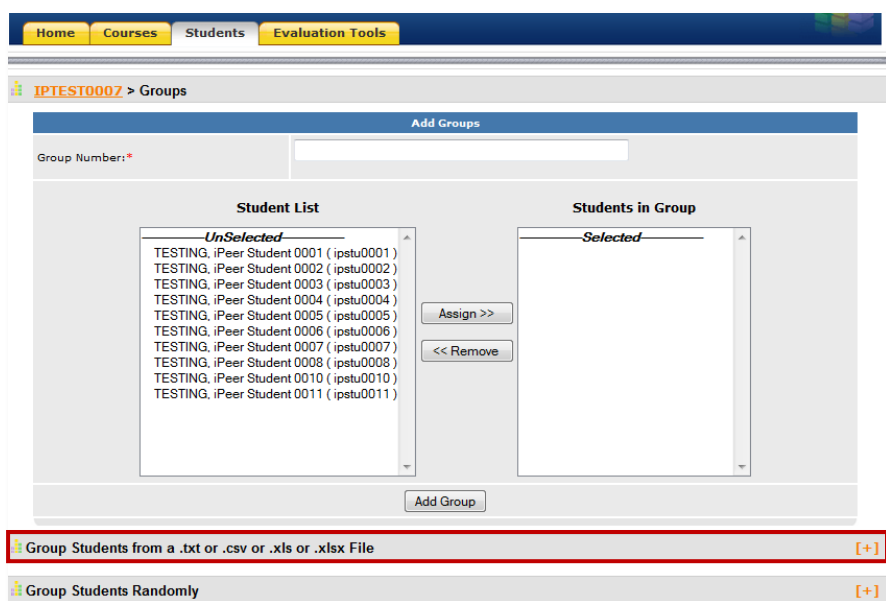 Home Courses Students Evaluation Tools
IPTEST0007 > Groups
Add Groups
Group Number:*
Student List Students in Group
UnSelected Selected
TESTING, iPeer Student 0001 ( ipstu0001 )
TESTING, iPeer Student 0002 ( ipstu0002 )
TESTING, iPeer Student 0003 ( ipstu0003 )
TESTING, iPeer Student 0004 ( ipstu0004 )
TESTING, iPeer Student 0005 ( ipstu0005 )
TESTING, iPeer Student 0006 ( ipstu0006 )
TESTING, iPeer Student 0007 ( ipstu0007 )
TESTING, iPeer Student 0008 ( ipstu0008 )
TESTING, iPeer Student 0010 ( ipstu0010 )
TESTING, iPeer Student 0011 ( ipstu0011 )
Assign >>
<< Remove
Add Group
Group Students from a .txt or .csv or .xls or .xlsx File [+]
Group Students Randomly [+]